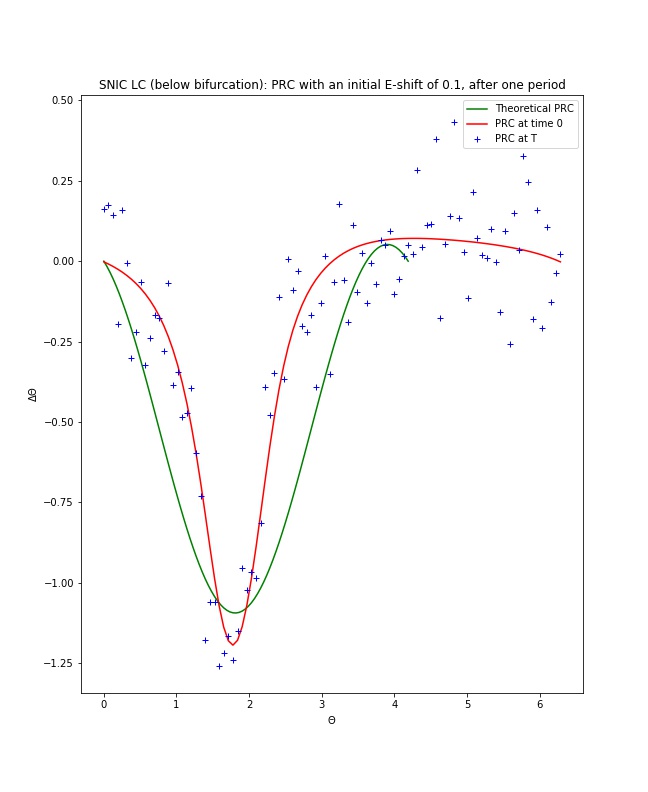 SNIC LC (below bifurcation): PRC with an initial E-shift of 0.1, after one period
0.50
0.25
0.00
−0.25
−0.50
−0.75
−1.00
−1.25
ΔΘ
Theoretical PRC
PRC at time 0
PRC at T
0 1 2 3 4 5 6
Θ